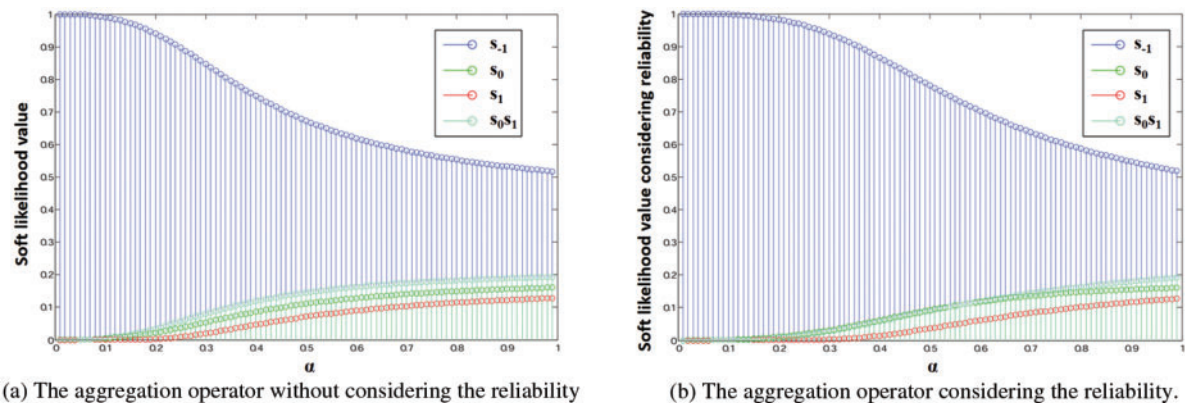 Soft likelihood value
1
0.9
0.8
0.7
0.6
0.5
0.4
0.3
0.2
0.1
0
0 0.1 0.2 0.3 0.4 0.5 0.6 0.7 0.8 0.9 1
α
s₋₁
s₀
s₁
s₀s₁
(a) The aggregation operator without considering the reliability
Soft likelihood value considering reliability
1
0.9
0.8
0.7
0.6
0.5
0.4
0.3
0.2
0.1
0
0 0.1 0.2 0.3 0.4 0.5 0.6 0.7 0.8 0.9 1
α
s₋₁
s₀
s₁
s₀s₁
(b) The aggregation operator considering the reliability.